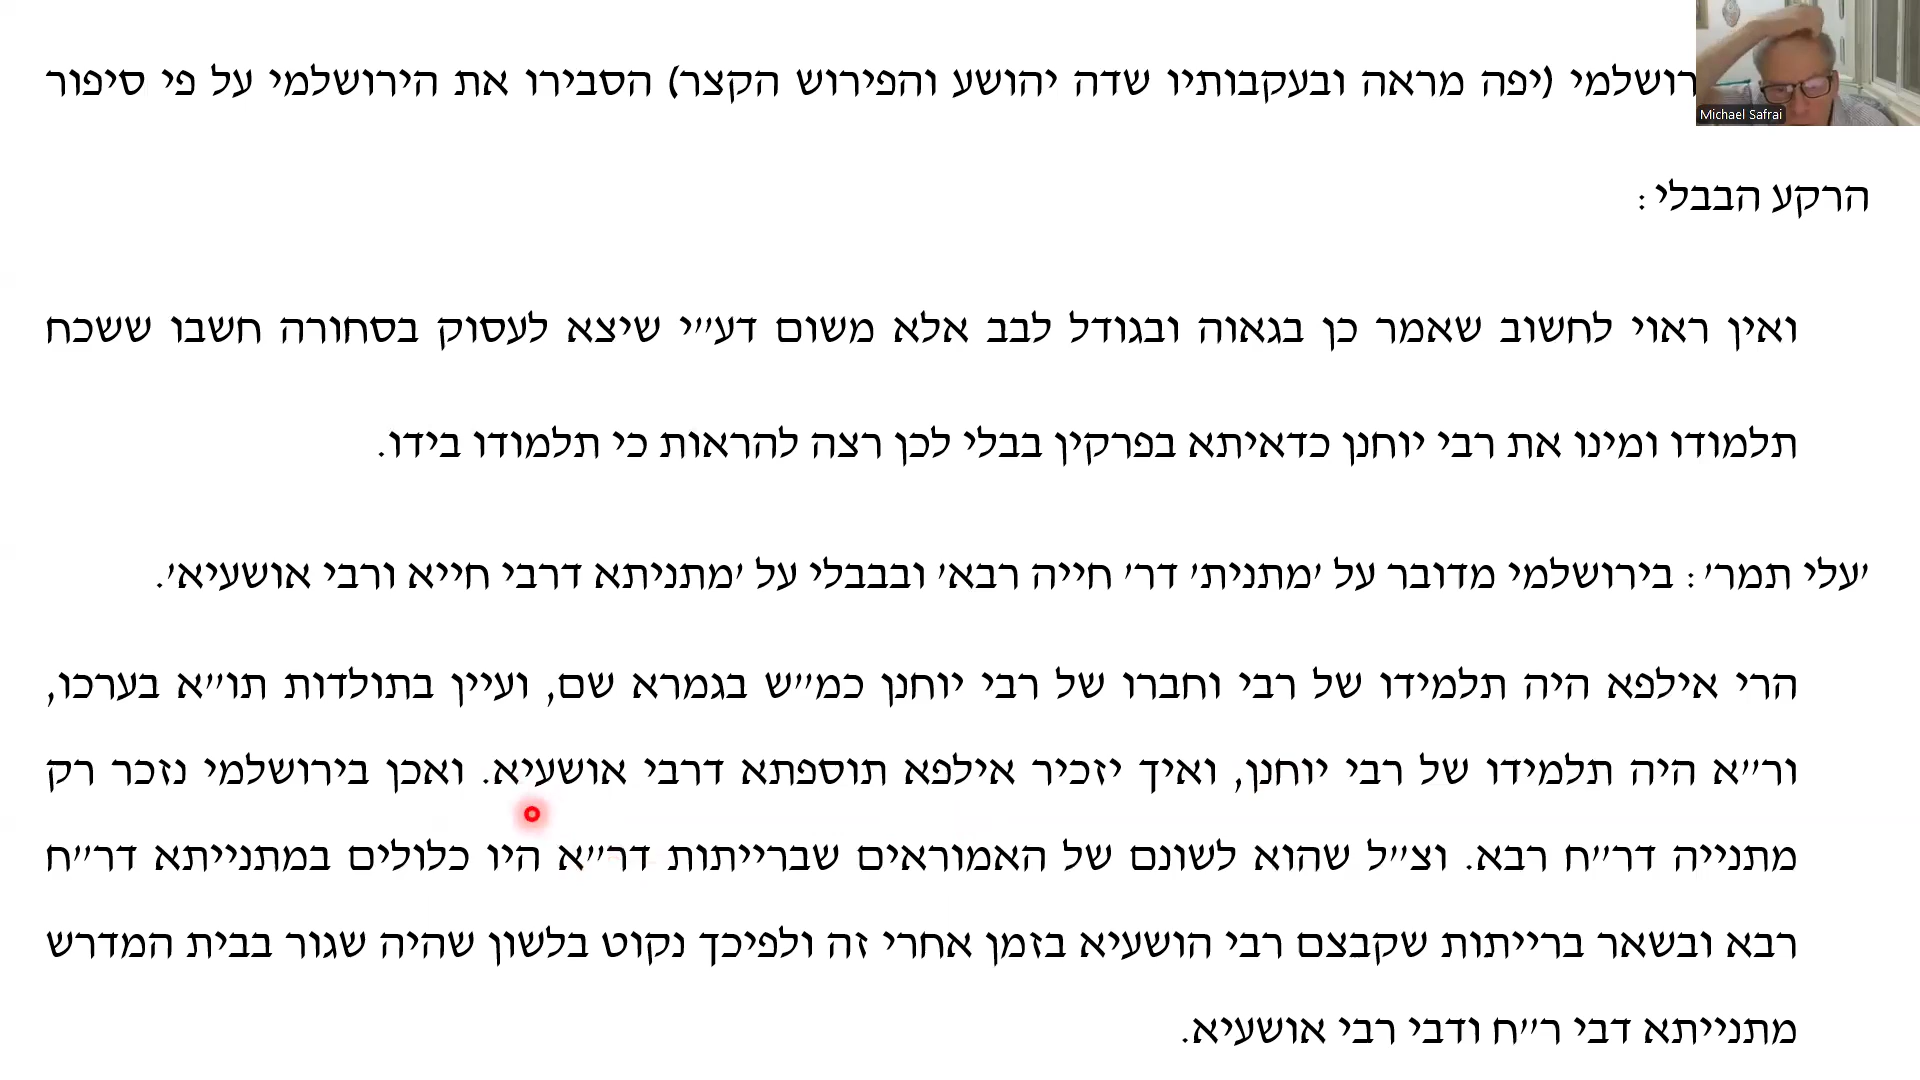 רושלמי (יפה מראה ובעקבותיו שדה יהושע והפירוש הקצר) הסבירו את הירושלמי על פי סיפור
Michael Safrai
הרקע הבבלי:
ואין ראוי לחשוב שאמר כן בגאוה ובגודל לבב אלא משום דע״י שיצא לעסוק בסחורה חשבו ששכח
תלמודו ומינו את רבי יוחנן כדאיתא בפרקין בבלי לכן רצה להראות כי תלמודו בידו.
׳עלי תמר׳: בירושלמי מדובר על ׳מתנית׳ דר׳ חייה רבא׳ ובבבלי על ׳מתניתא דרבי חייא ורבי אושעיא׳.
הרי אילפא היה תלמידו של רבי וחברו של רבי יוחנן כמ״ש בגמרא שם, ועיין בתולדות תו״א בערכו,
ור״א היה תלמידו של רבי יוחנן, ואיך יזכיר אילפא תוספתא דרבי אושעיא. ואכן בירושלמי נזכר רק
מתנייה דר״ח רבא. וצ״ל שהוא לשונם של האמוראים שברייתות דר״א היו כלולים במתנייתא דר״ח
רבא ובשאר ברייתות שקבצם רבי הושעיא בזמן אחרי זה ולפיכך נקוט בלשון שהיה שגור בבית המדרש
מתנייתא דבי ר״ח ודבי רבי אושעיא.